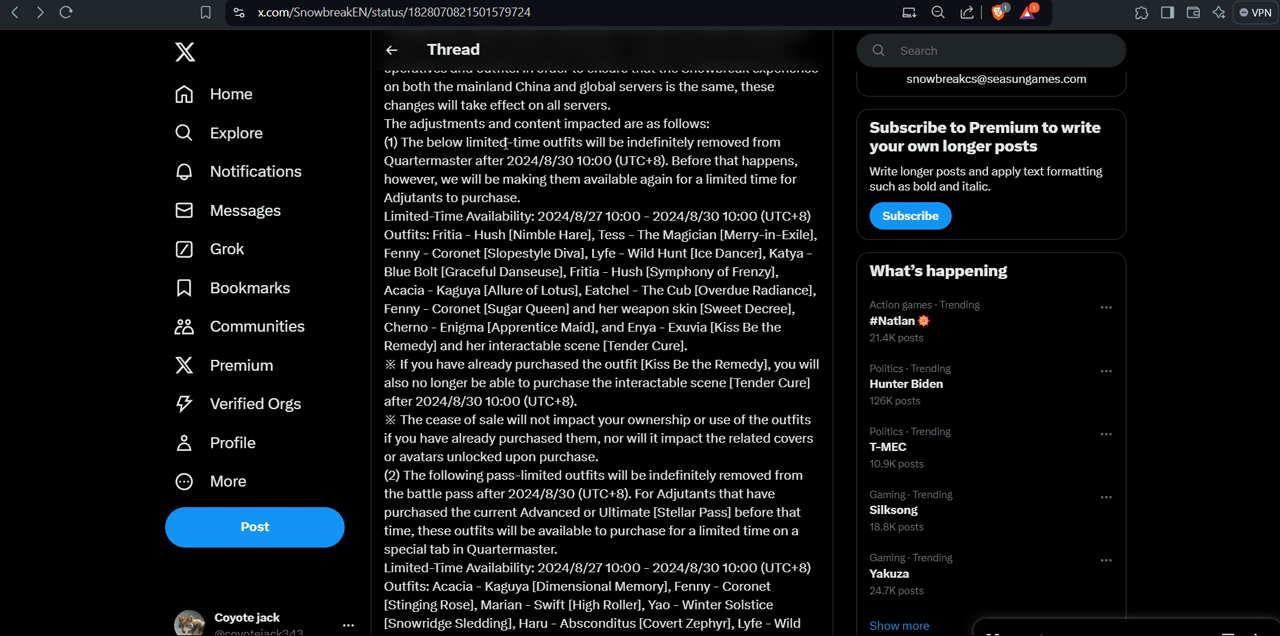 x.com/SnowbreakEN/status/1828070821501579724
VPN
Home
Explore
Notifications
Messages
Grok
Bookmarks
Communities
Premium
Verified Orgs
Profile
More
Post
Coyote jack
@coyotejack343
Thread
operatives and outfits. In order to ensure that the Snowbreak experience
on both the mainland China and global servers is the same, these
changes will take effect on all servers.
The adjustments and content impacted are as follows:
(1) The below limited-time outfits will be indefinitely removed from
Quartermaster after 2024/8/30 10:00 (UTC+8). Before that happens,
however, we will be making them available again for a limited time for
Adjutants to purchase.
Limited-Time Availability: 2024/8/27 10:00 - 2024/8/30 10:00 (UTC+8)
Outfits: Fritia - Hush [Nimble Hare], Tess - The Magician [Merry-in-Exile],
Fenny - Coronet [Slopestyle Diva], Lyfe - Wild Hunt [Ice Dancer], Katya -
Blue Bolt [Graceful Danseuse], Fritia - Hush [Symphony of Frenzy],
Acacia - Kaguya [Allure of Lotus], Eatchel - The Cub [Overdue Radiance],
Fenny - Coronet [Sugar Queen] and her weapon skin [Sweet Decree],
Cherno - Enigma [Apprentice Maid], and Enya - Exuvia [Kiss Be the
Remedy] and her interactable scene [Tender Cure].
※ If you have already purchased the outfit [Kiss Be the Remedy], you will
also no longer be able to purchase the interactable scene [Tender Cure]
after 2024/8/30 10:00 (UTC+8).
※ The cease of sale will not impact your ownership or use of the outfits
if you have already purchased them, nor will it impact the related covers
or avatars unlocked upon purchase.
(2) The following pass-limited outfits will be indefinitely removed from
the battle pass after 2024/8/30 (UTC+8). For Adjutants that have
purchased the current Advanced or Ultimate [Stellar Pass] before that
time, these outfits will be available to purchase for a limited time on a
special tab in Quartermaster.
Limited-Time Availability: 2024/8/27 10:00 - 2024/8/30 10:00 (UTC+8)
Outfits: Acacia - Kaguya [Dimensional Memory], Fenny - Coronet
[Stinging Rose], Marian - Swift [High Roller], Yao - Winter Solstice
[Snowridge Sledding], Haru - Absconditus [Covert Zephyr], Lyfe - Wild
Search
snowbreakcs@seasungames.com
Subscribe to Premium to write
your own longer posts
Write longer posts and apply text formatting
such as bold and italic.
Subscribe
What's happening
Action games · Trending
#Natlan
21.4K posts
Politics · Trending
Hunter Biden
126K posts
Politics · Trending
T-MEC
10.9K posts
Gaming · Trending
Silksong
18.8K posts
Gaming · Trending
Yakuza
24.7K posts
Show more